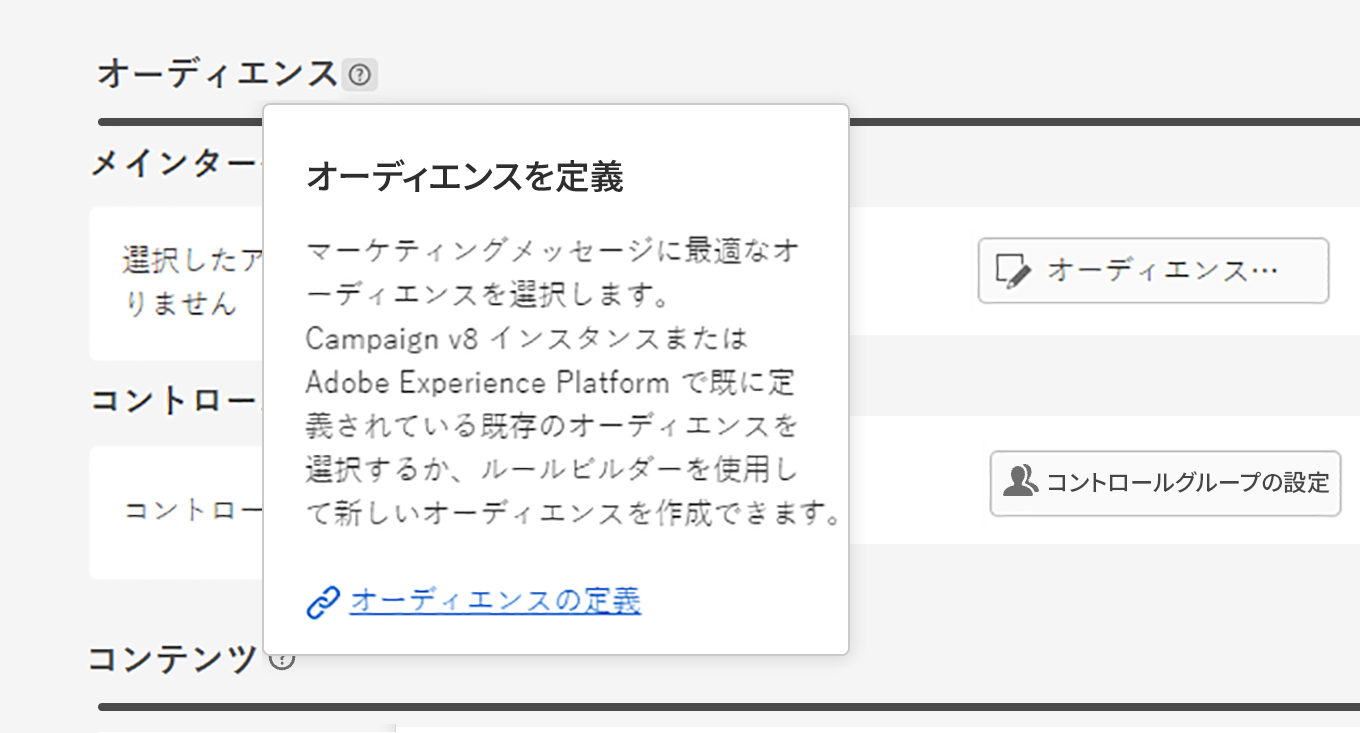 オーディエンス
メインター
オーディエンスを定義
マーケティングメッセージに最適なオ
ーディエンスを選択します。
Campaign v8 インスタンスまたは
Adobe Experience Platform で既に定
義されている既存のオーディエンスを
選択するか、ルールビルダーを使用し
て新しいオーディエンスを作成できます。
オーディエンスの定義
選択したア
りません
オーディエンス…
コントロー
コントロー
コントロールグループの設定
コンテンツ